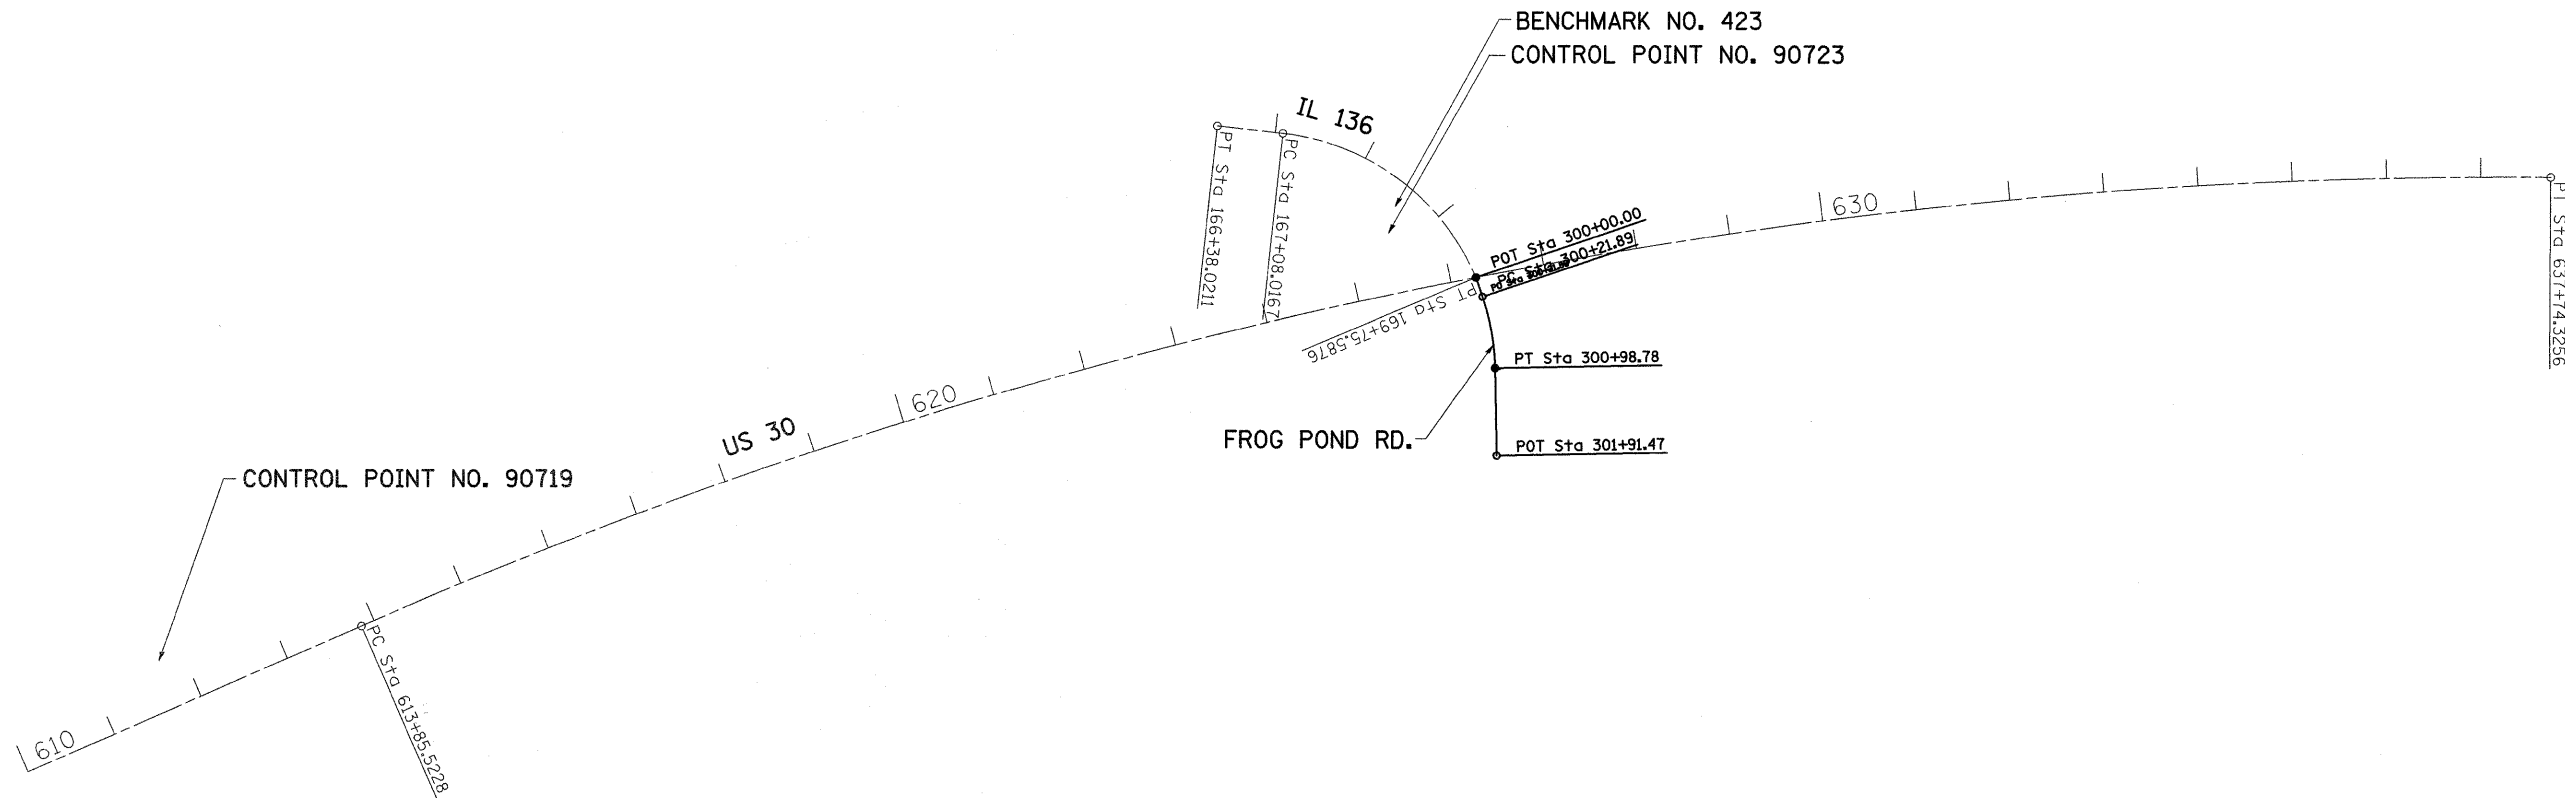 BENCHMARK NO. 423
CONTROL POINT NO. 90723
IL 136
PT Sta 166+38.0211
PC Sta 167+08.0167
POT Sta 300+00.00
PC Sta 300+21.89
PT Sta 169+75.5876
630
PT Sta 637+74.3256
PT Sta 300+98.78
FROG POND RD.
POT Sta 301+91.47
620
US 30
CONTROL POINT NO. 90719
PC Sta 613+85.5228
610